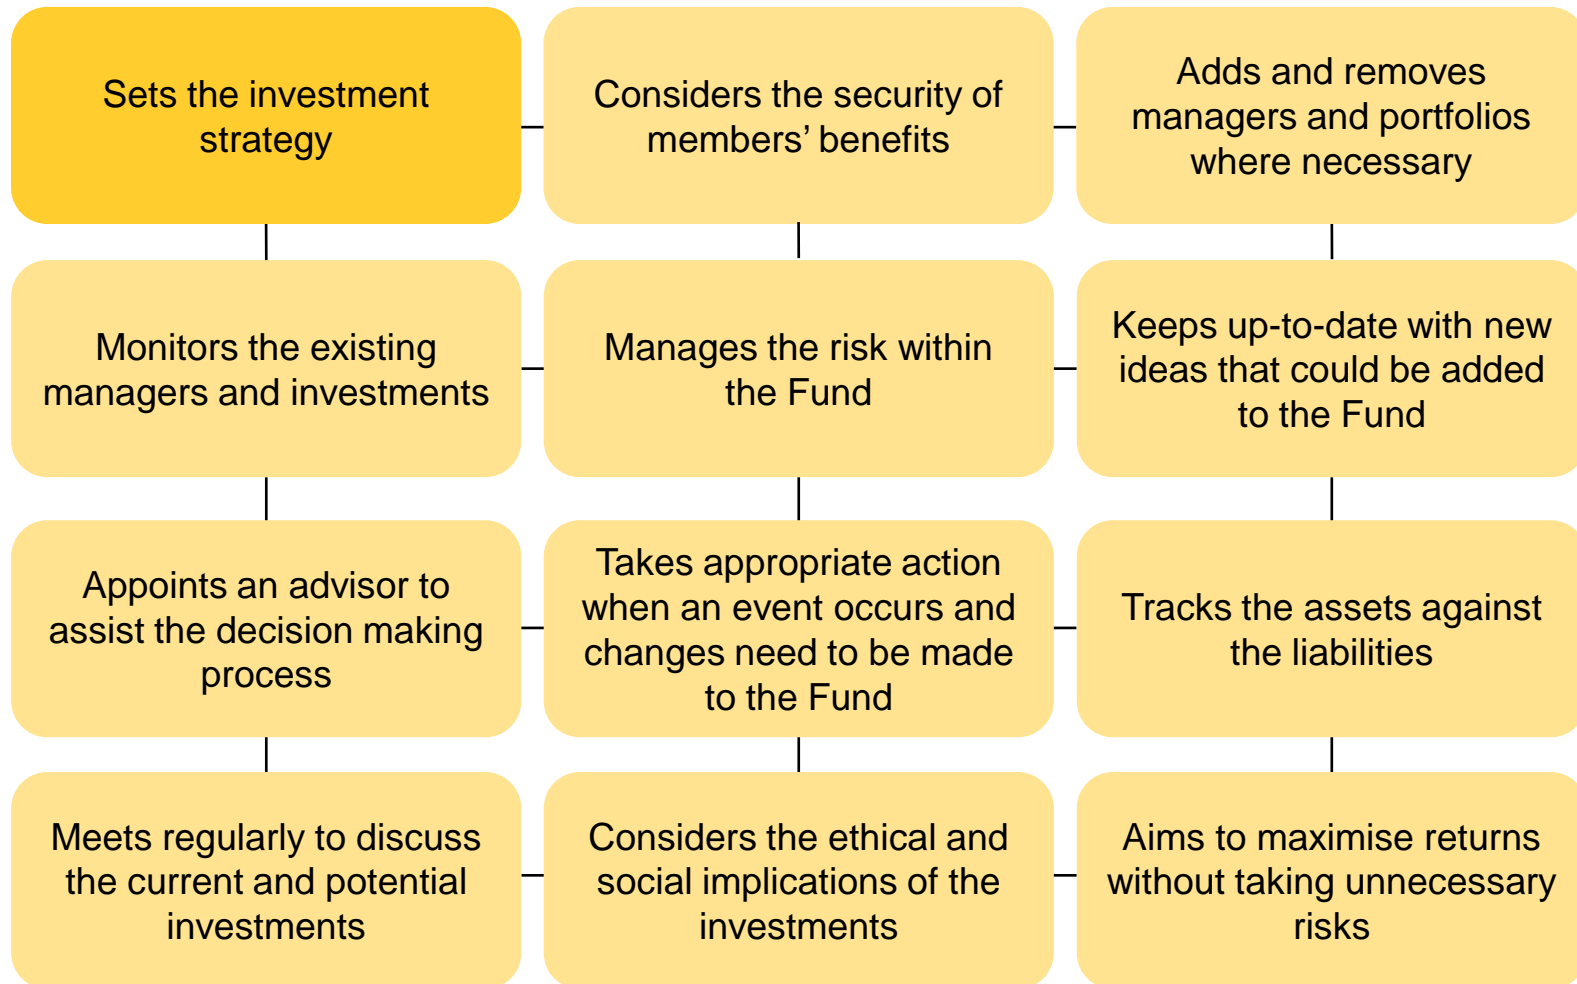 Sets the investment
strategy
Considers the security of
members’ benefits
Adds and removes
managers and portfolios
where necessary
Monitors the existing
managers and investments
Manages the risk within
the Fund
Keeps up-to-date with new
ideas that could be added
to the Fund
Appoints an advisor to
assist the decision making
process
Takes appropriate action
when an event occurs and
changes need to be made
to the Fund
Tracks the assets against
the liabilities
Meets regularly to discuss
the current and potential
investments
Considers the ethical and
social implications of the
investments
Aims to maximise returns
without taking unnecessary
risks